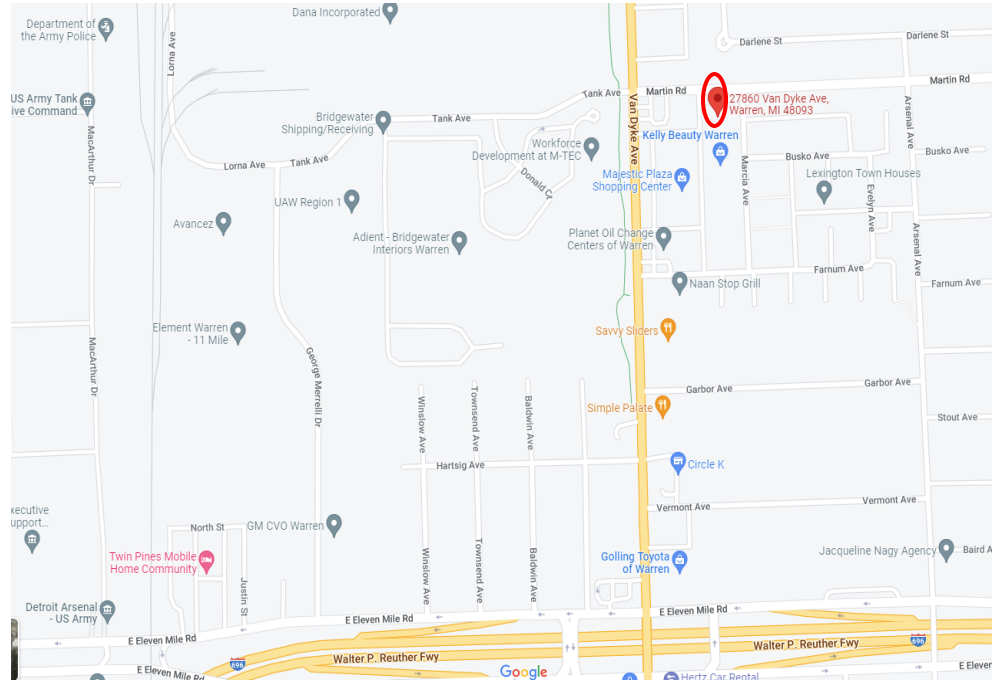 Dana Incorporated
Department of
the Army Police
Lorna Ave
Darlene St
Darlene St
US Army Tank
ive Command
Tank Ave
Martin Rd
Martin Rd
27860 Van Dyke Ave,
Warren, MI 48093
Bridgewater
Shipping/Receiving
Tank Ave
Van Dyke Ave
Arsenal Ave
Kelly Beauty Warren
MacArthur Dr
Workforce
Development at M-TEC
Busko Ave
Busko Ave
Lorna Ave
Tank Ave
Donald Ct
Majestic Plaza
Shopping Center
Marcia Ave
Lexington Town Houses
UAW Region 1
Evelyn Ave
Avancez
Adient - Bridgewater
Interiors Warren
Planet Oil Change
Centers of Warren
Arsenal Ave
Farnum Ave
Farnum Ave
Naan Stop Grill
Element Warren
- 11 Mile
Savvy Sliders
MacArthur Dr
George Merrelli Dr
Garbor Ave
Garbor Ave
Winslow Ave
Townsend Ave
Baldwin Ave
Simple Palate
Stout Ave
Hartsig Ave
Circle K
Vermont Ave
Vermont Ave
xecutive
upport...
North St
GM CVO Warren
Twin Pines Mobile
Home Community
Justin St
Winslow Ave
Townsend Ave
Baldwin Ave
Golling Toyota
of Warren
Jacqueline Nagy Agency
Baird A
Detroit Arsenal
- US Army
E Eleven Mile Rd
E Eleven Mile Rd
E Eleven Mile Rd
696
696
Walter P. Reuther Fwy
Walter P. Reuther Fwy
E Eleven Mile Rd
Google
Hertz Car Rental
E Eleven